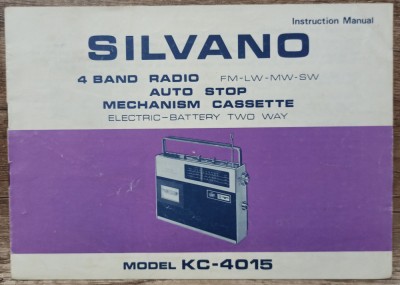 Instruction Manual
SILVANO
4 BAND RADIO FM-LW-MW-SW
AUTO STOP
MECHANISM CASSETTE
ELECTRIC-BATTERY TWO WAY
MODEL KC-4015